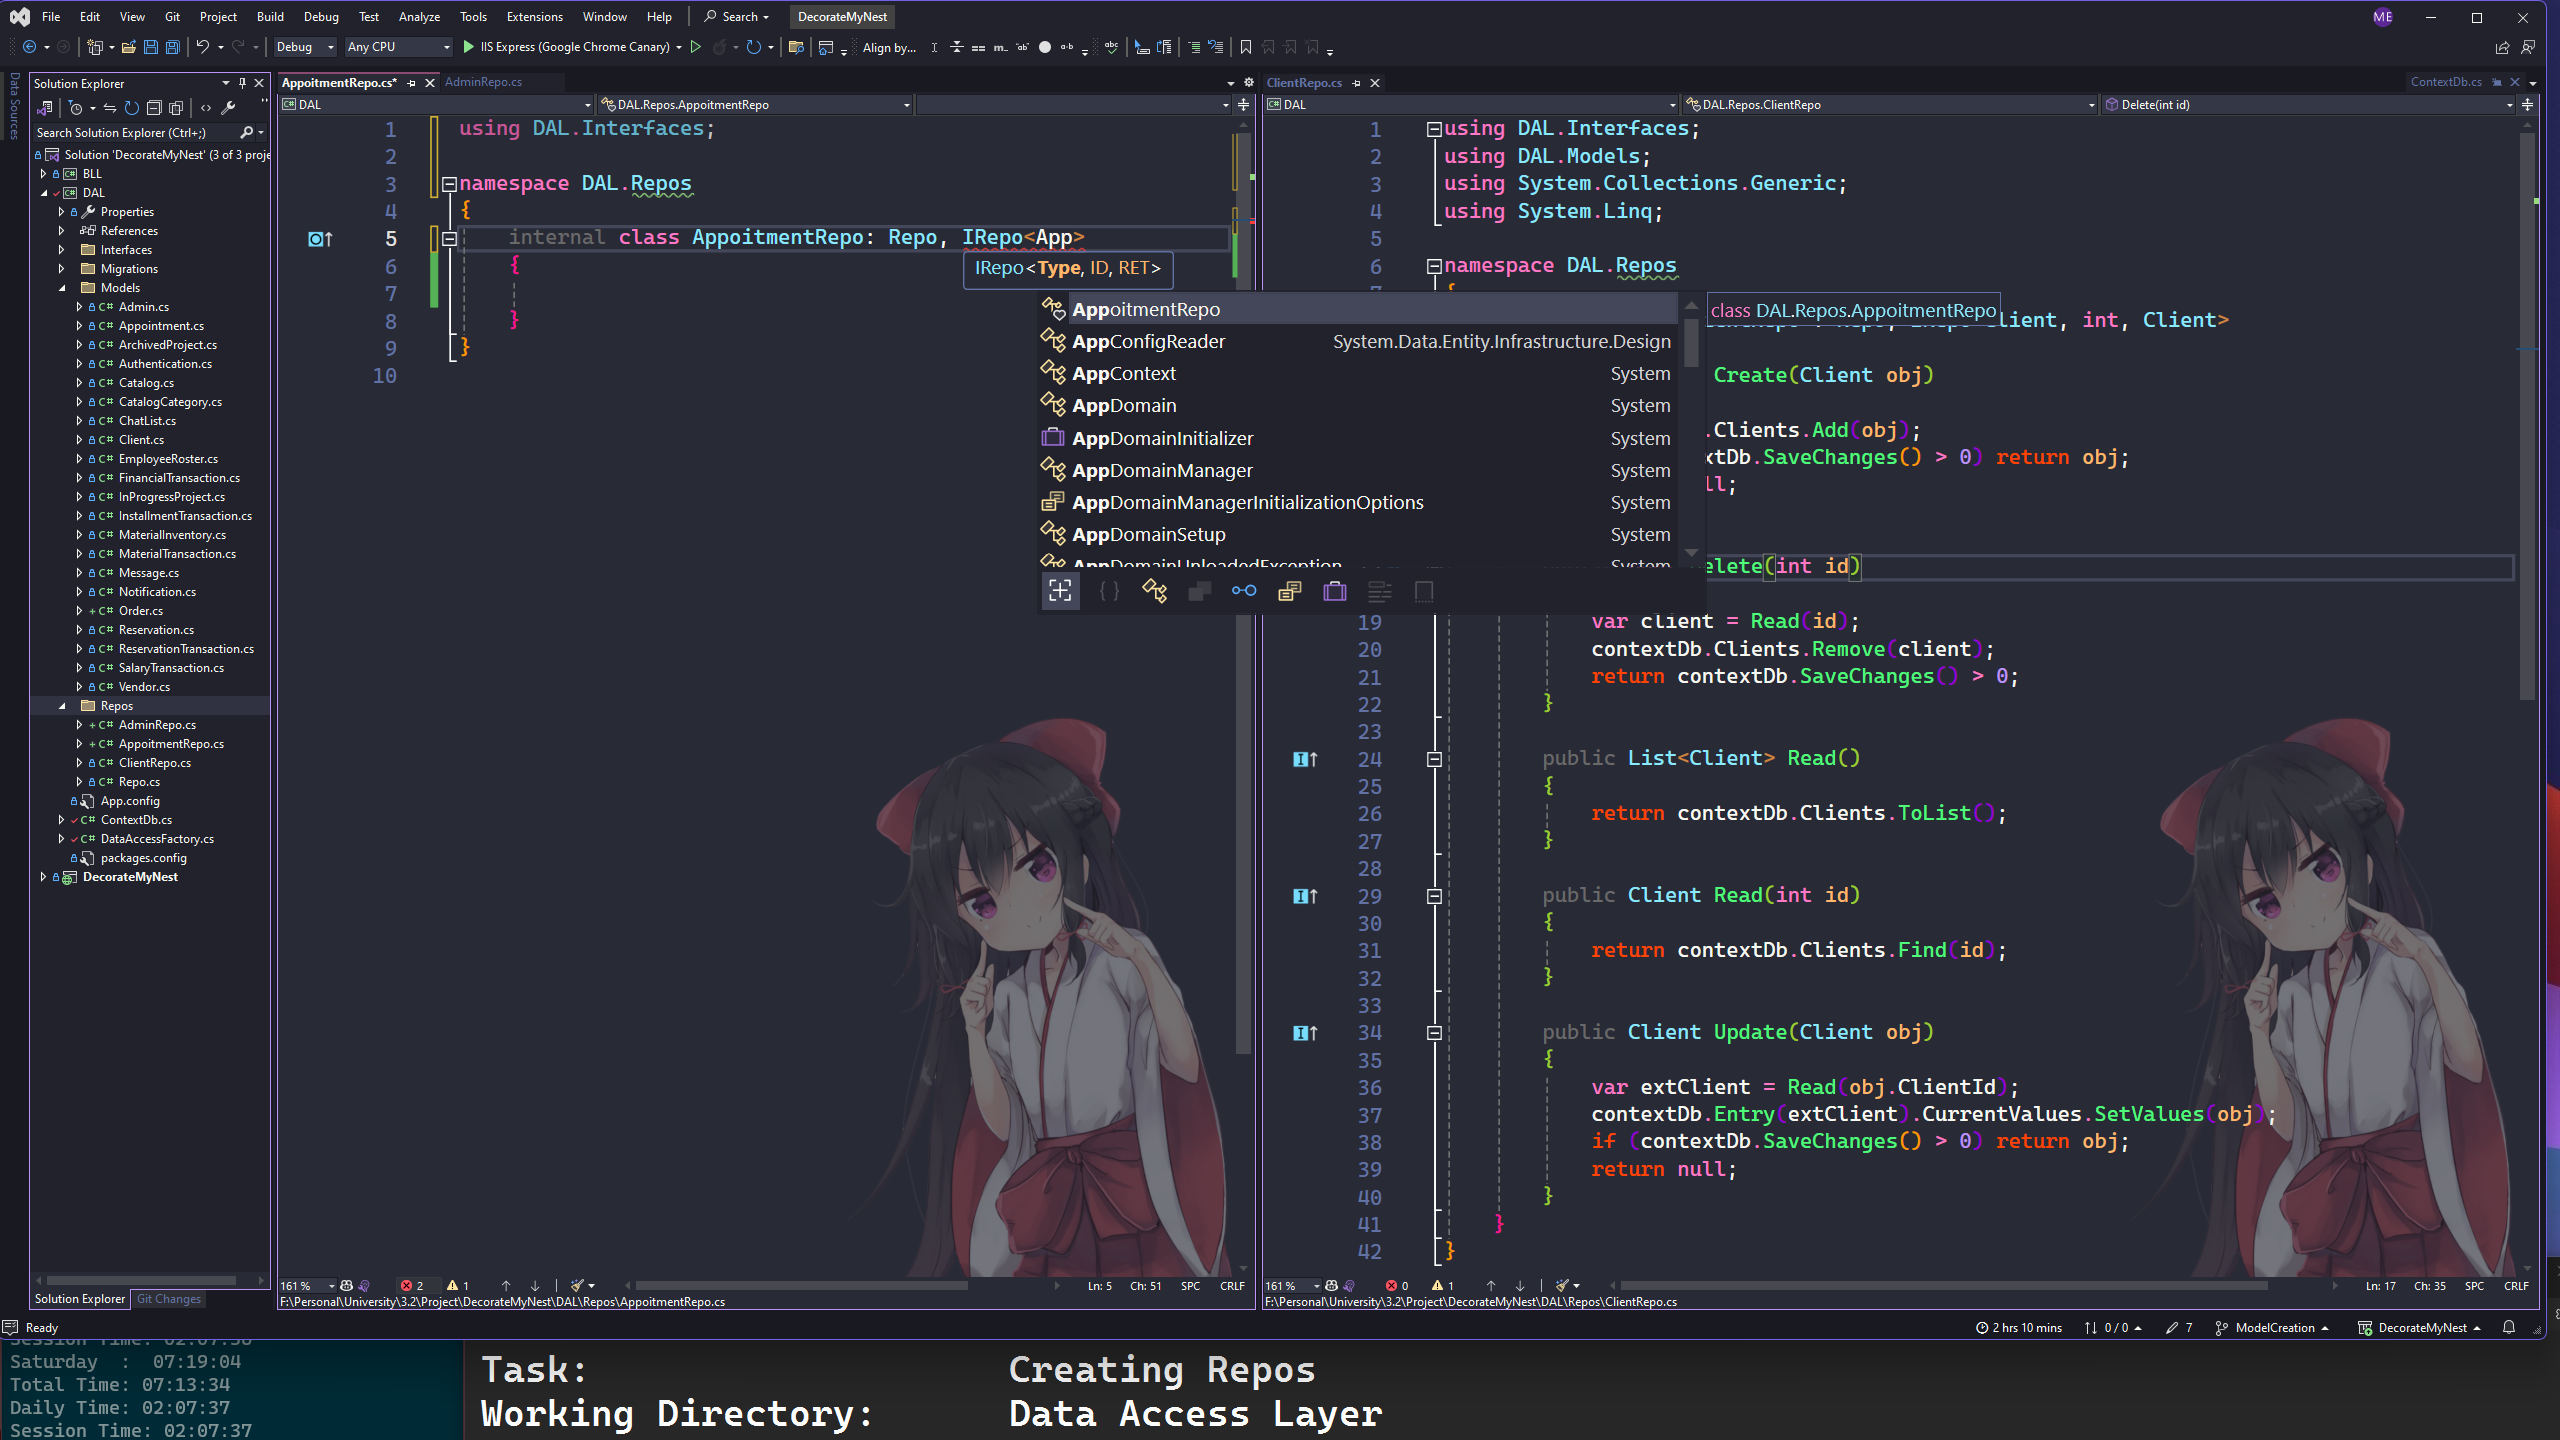 File Edit View Git Project Build Debug Test Analyze Tools Extensions Window Help Search DecorateMyNest ME
Debug Any CPU IIS Express (Google Chrome Canary) Align by...
Data Sources
Solution Explorer
Search Solution Explorer (Ctrl+;)
Solution 'DecorateMyNest' (3 of 3 proje
BLL
DAL
Properties
References
Interfaces
Migrations
Models
C# Admin.cs
C# Appointment.cs
C# ArchivedProject.cs
C# Authentication.cs
C# Catalog.cs
C# CatalogCategory.cs
C# ChatList.cs
C# Client.cs
C# EmployeeRoster.cs
C# FinancialTransaction.cs
C# InProgressProject.cs
C# InstallmentTransaction.cs
C# MaterialInventory.cs
C# MaterialTransaction.cs
C# Message.cs
C# Notification.cs
+ C# Order.cs
C# Reservation.cs
C# ReservationTransaction.cs
C# SalaryTransaction.cs
C# Vendor.cs
Repos
+ C# AdminRepo.cs
+ C# AppoitmentRepo.cs
C# ClientRepo.cs
C# Repo.cs
App.config
C# ContextDb.cs
C# DataAccessFactory.cs
packages.config
DecorateMyNest
Solution Explorer Git Changes
AppoitmentRepo.cs* AdminRepo.cs
DAL DAL.Repos.AppoitmentRepo
1 using DAL.Interfaces;
2
3 namespace DAL.Repos
4 {
5 internal class AppoitmentRepo: Repo, IRepo<App>
6 {
7
8 }
9 }
10
IRepo<Type, ID, RET>
AppoitmentRepo
AppConfigReader System.Data.Entity.Infrastructure.Design
AppContext System
AppDomain System
AppDomainInitializer System
AppDomainManager System
AppDomainManagerInitializationOptions System
AppDomainSetup System
AppDomainUnloadedException System
class DAL.Repos.AppoitmentRepo
161 % 2 1 Ln: 5 Ch: 51 SPC CRLF
F:\Personal\University\3.2\Project\DecorateMyNest\DAL\Repos\AppoitmentRepo.cs
ClientRepo.cs ContextDb.cs
DAL DAL.Repos.ClientRepo Delete(int id)
1 using DAL.Interfaces;
2 using DAL.Models;
3 using System.Collections.Generic;
4 using System.Linq;
5
6 namespace DAL.Repos
Client, int, Client>
Create(Client obj)
.Clients.Add(obj);
xtDb.SaveChanges() > 0) return obj;
ll;
elete(int id)
19 var client = Read(id);
20 contextDb.Clients.Remove(client);
21 return contextDb.SaveChanges() > 0;
22 }
23
24 public List<Client> Read()
25 {
26 return contextDb.Clients.ToList();
27 }
28
29 public Client Read(int id)
30 {
31 return contextDb.Clients.Find(id);
32 }
33
34 public Client Update(Client obj)
35 {
36 var extClient = Read(obj.ClientId);
37 contextDb.Entry(extClient).CurrentValues.SetValues(obj);
38 if (contextDb.SaveChanges() > 0) return obj;
39 return null;
40 }
41 }
42 }
161 % 0 1 Ln: 17 Ch: 35 SPC CRLF
F:\Personal\University\3.2\Project\DecorateMyNest\DAL\Repos\ClientRepo.cs
Ready 2 hrs 10 mins 0 / 0 7 ModelCreation DecorateMyNest
Saturday : 07:19:04
Total Time: 07:13:34
Daily Time: 02:07:37
Session Time: 02:07:37
Task: Creating Repos
Working Directory: Data Access Layer